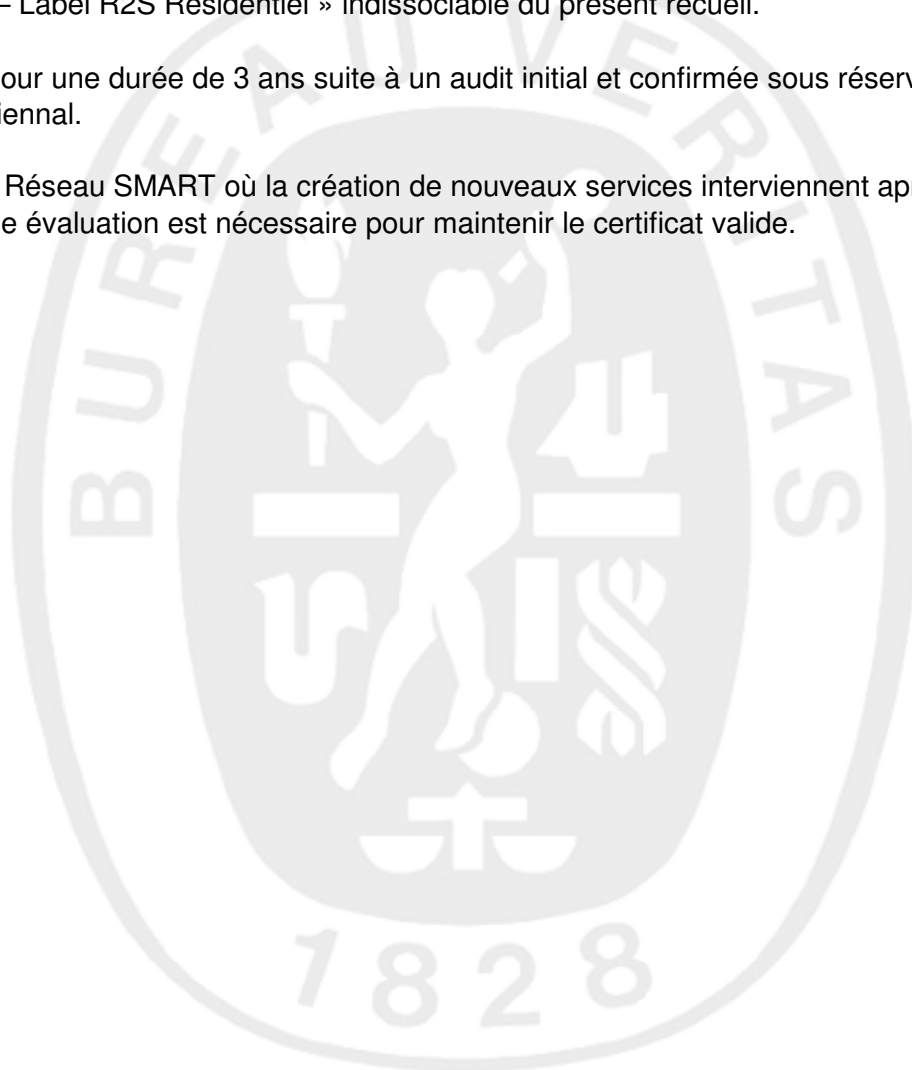 – Label R2S Résidentiel » indissociable du présent recueil.
our une durée de 3 ans suite à un audit initial et confirmée sous réserv
iennal.
Réseau SMART où la création de nouveaux services interviennent apr
e évaluation est nécessaire pour maintenir le certificat valide.
BUREAU VERITAS
1828